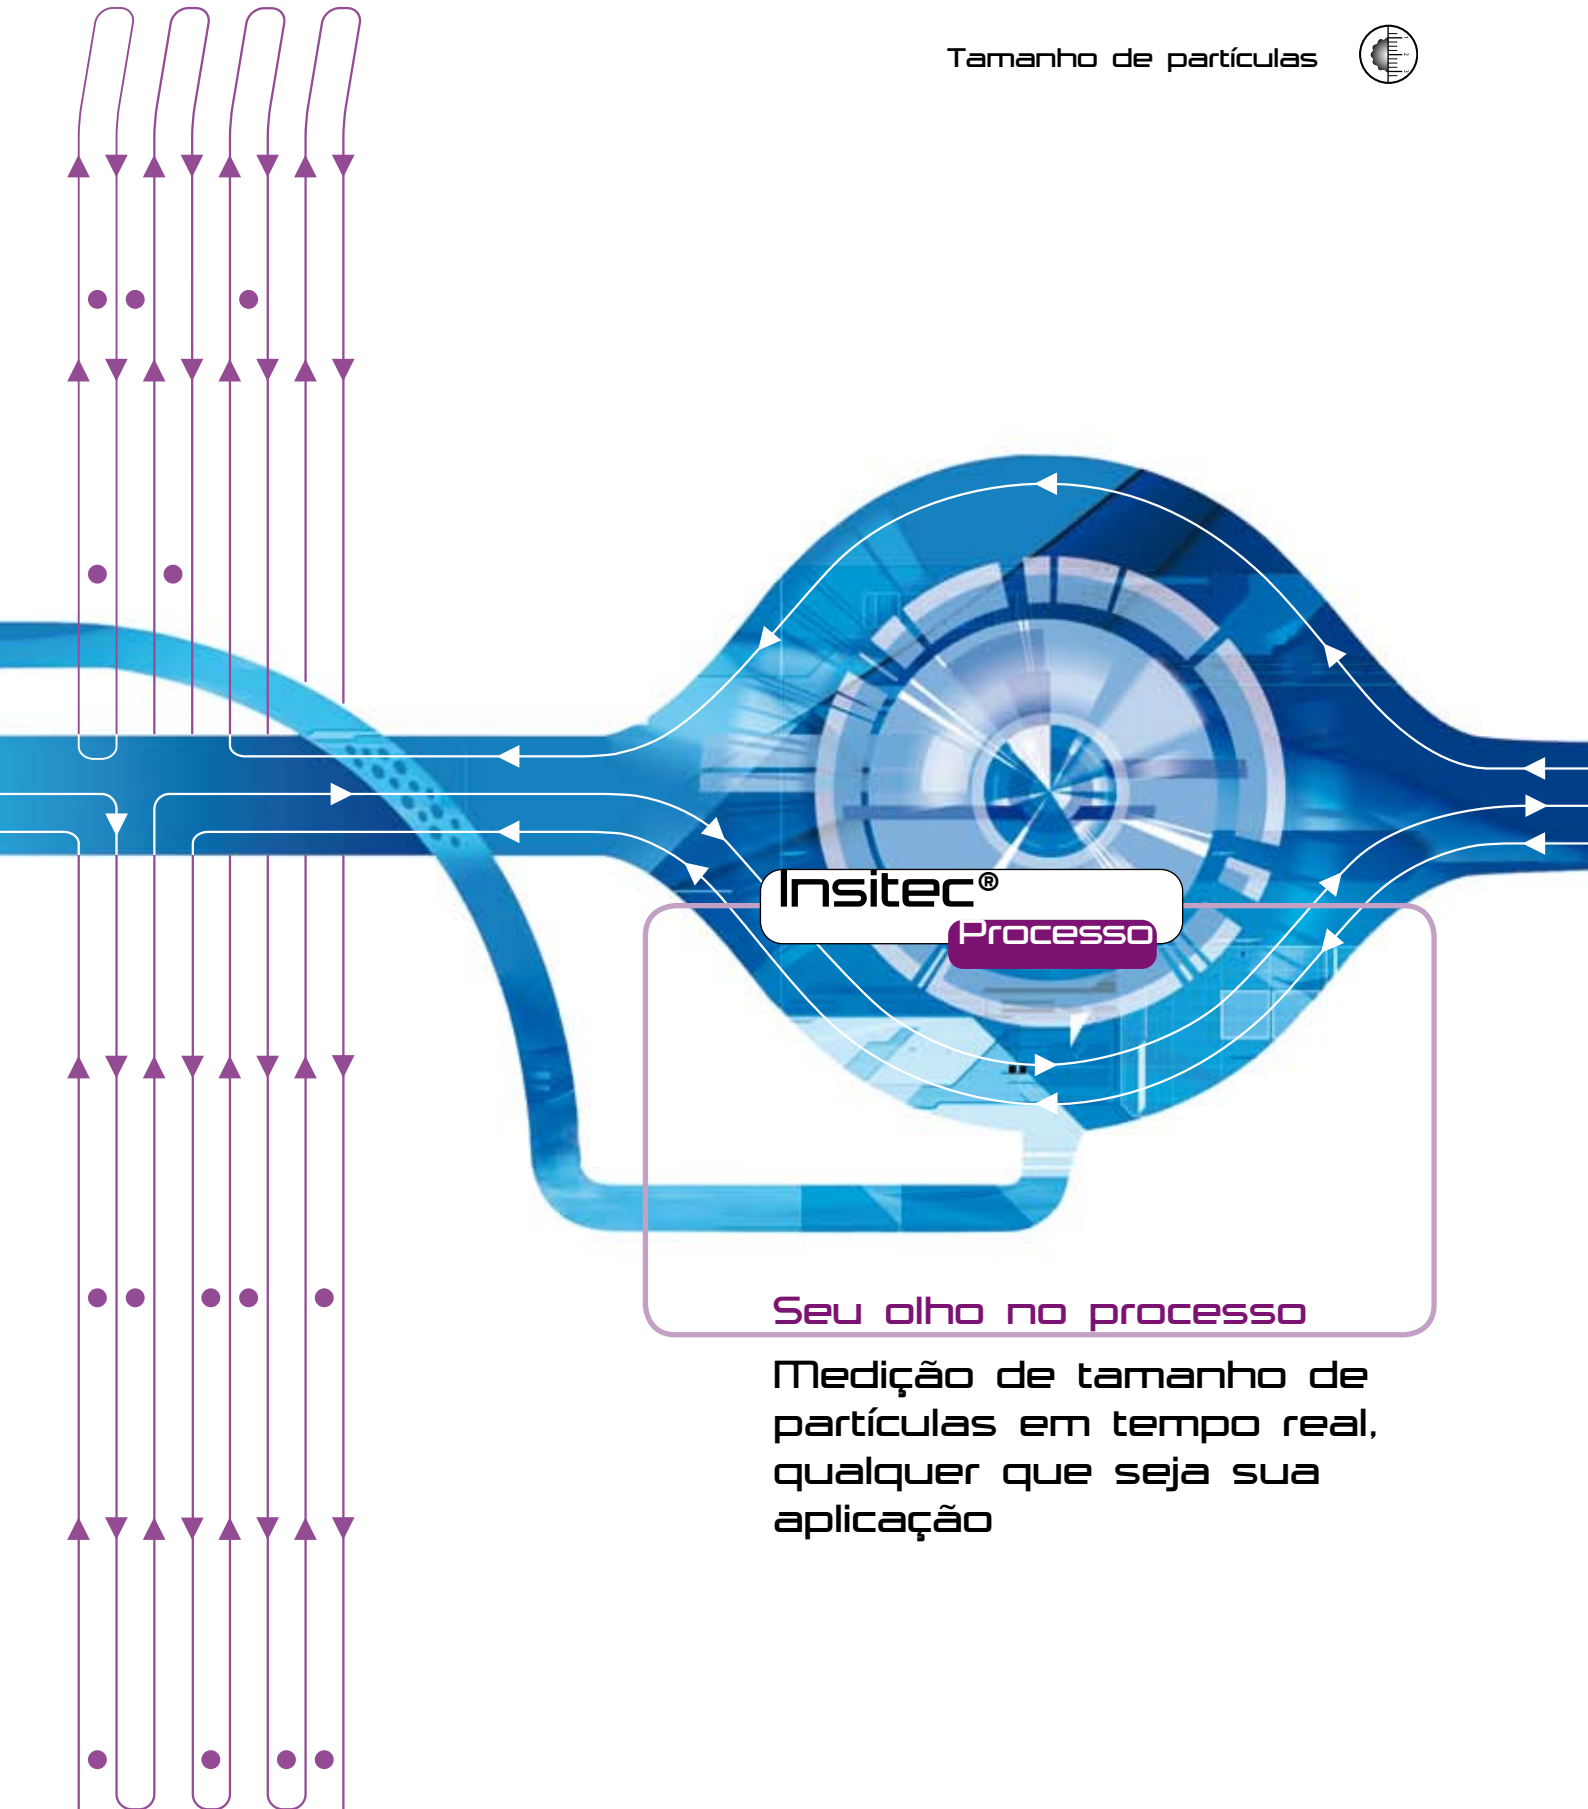 Tamanho de partículas
Insitec®
Processo
Seu olho no processo
Medição de tamanho de
partículas em tempo real,
qualquer que seja sua
aplicação